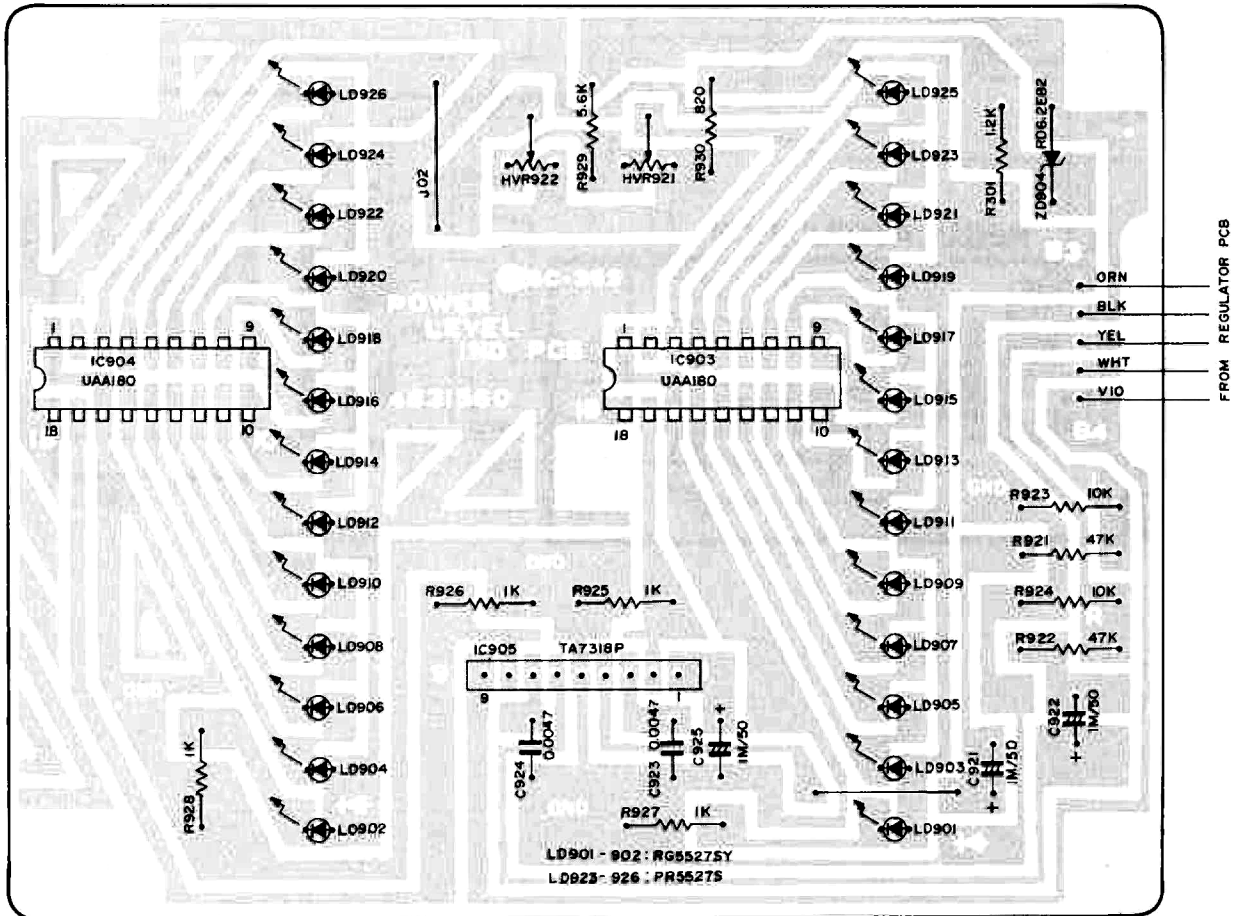 LD926
LD924
LD922
LD920
LD918
LD916
LD914
LD912
LD910
LD908
LD906
LD904
LD902
1
9
IC904
UAA180
18
10
R928 1K
J02
HVR922
R929 5.6K
HVR921
R930 820
1
9
IC903
UAA180
18
10
R926 1K
R925 1K
IC905 TA7318P
9
1
C924 0.0047
C923 0.0047
C925 1M/50
+
R927 1K
LD901 - 902 : RG5527SY
LD923 - 926 : PR5527S
LD925
LD923
LD921
LD919
LD917
LD915
LD913
LD911
LD909
LD907
LD905
LD903
LD901
R301 1.2K
ZD904 RD6.2EB2
ORN
BLK
YEL
WHT
VIO
FROM REGULATOR PCB
R923 10K
R921 47K
R924 10K
R922 47K
C921 1M/50
+
C922 1M/50
+